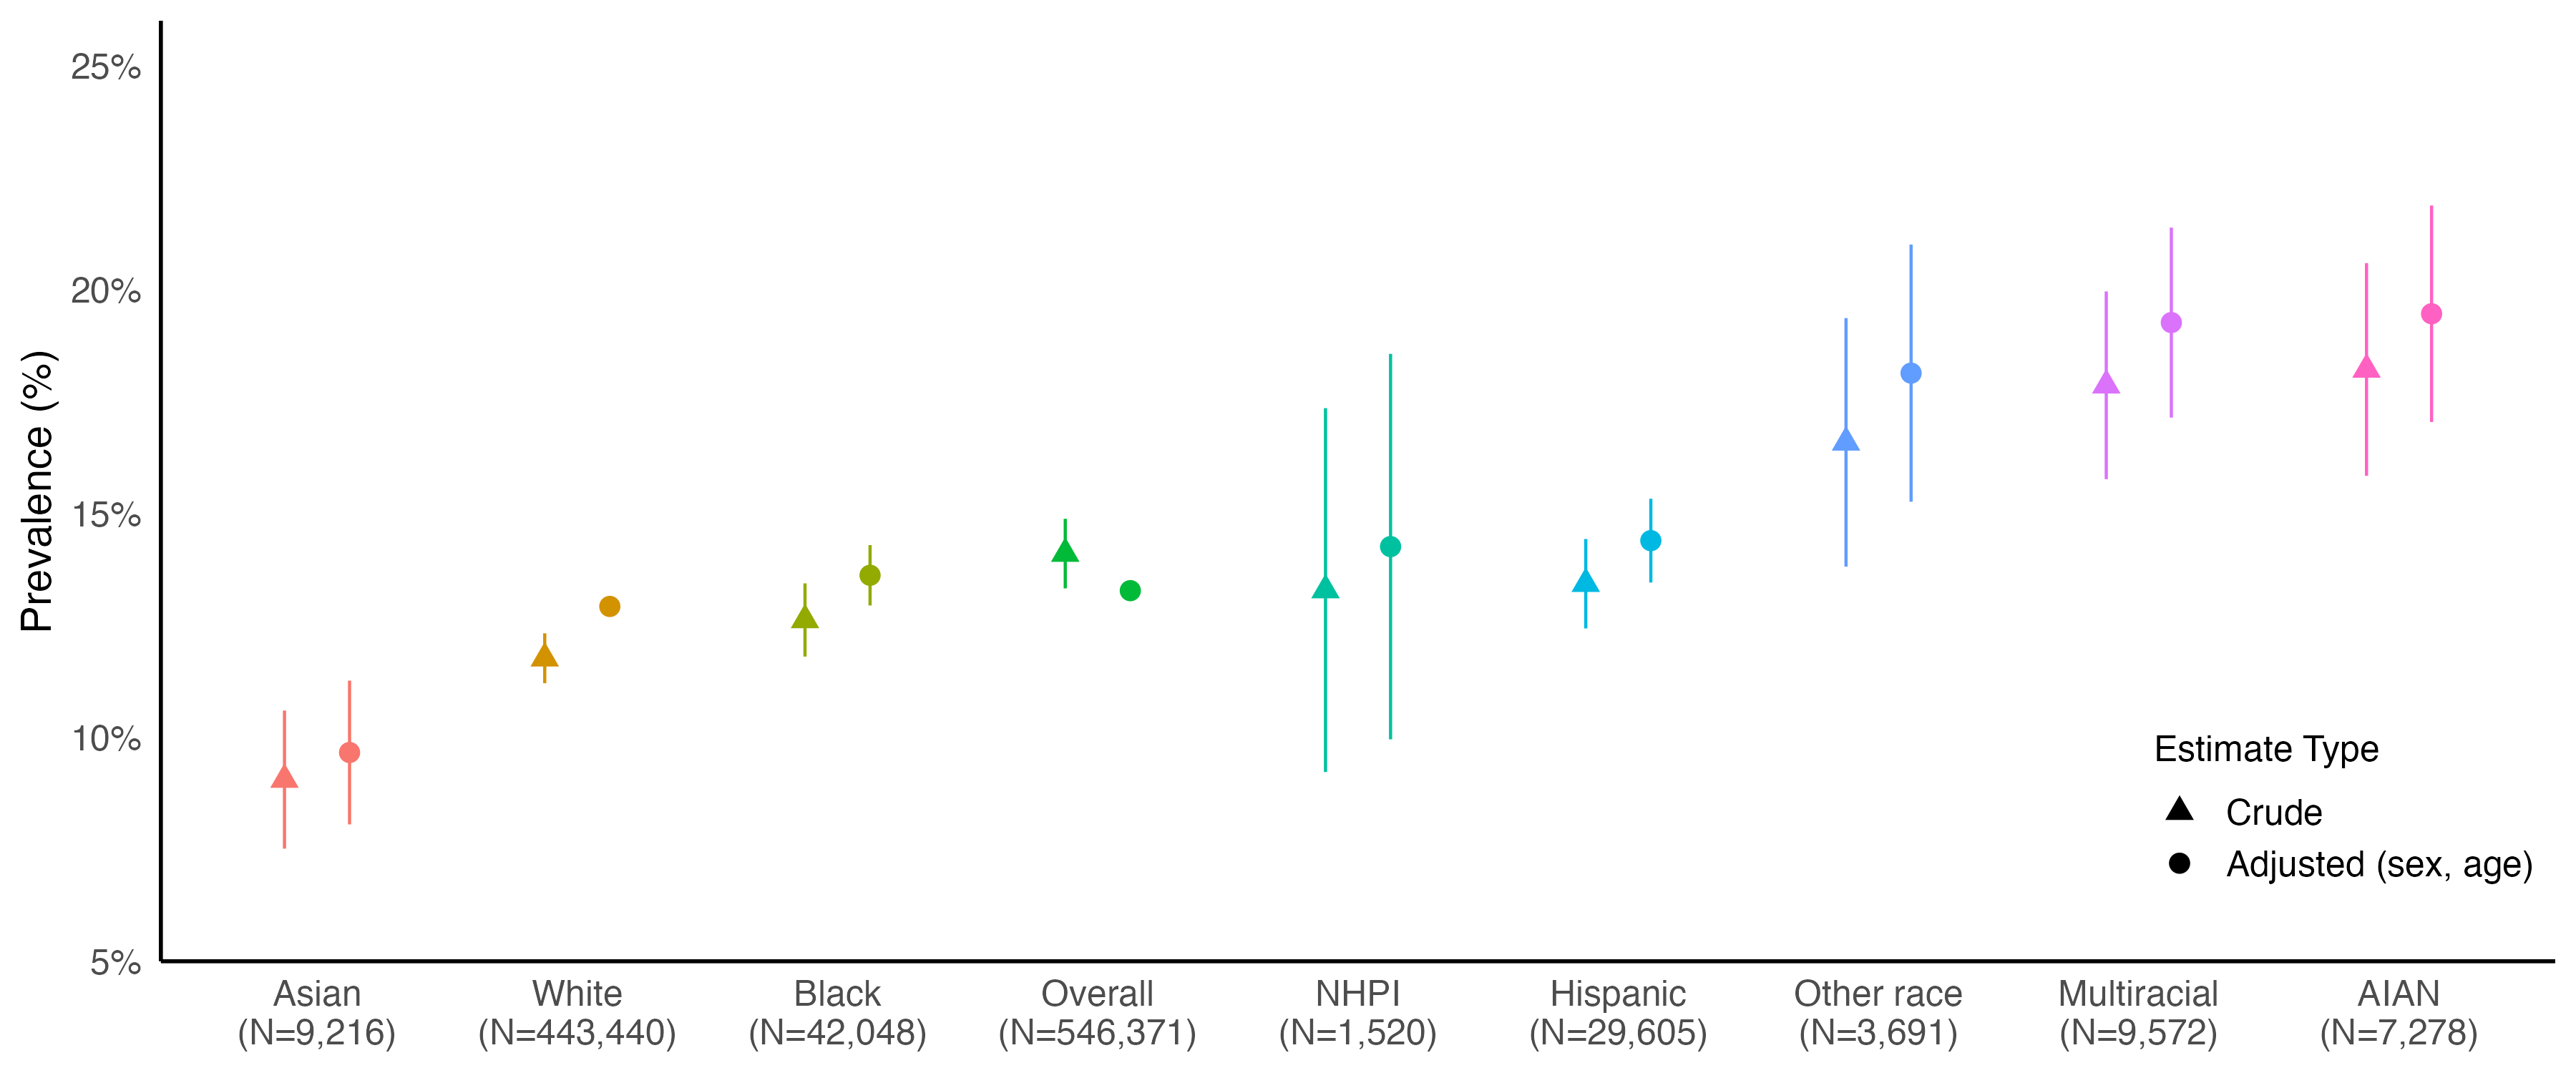 25%
20%
15%
10%
5%
Prevalence (%)
Estimate Type
Crude
Adjusted (sex, age)
Asian
(N=9,216)
White
(N=443,440)
Black
(N=42,048)
Overall
(N=546,371)
NHPI
(N=1,520)
Hispanic
(N=29,605)
Other race
(N=3,691)
Multiracial
(N=9,572)
AIAN
(N=7,278)